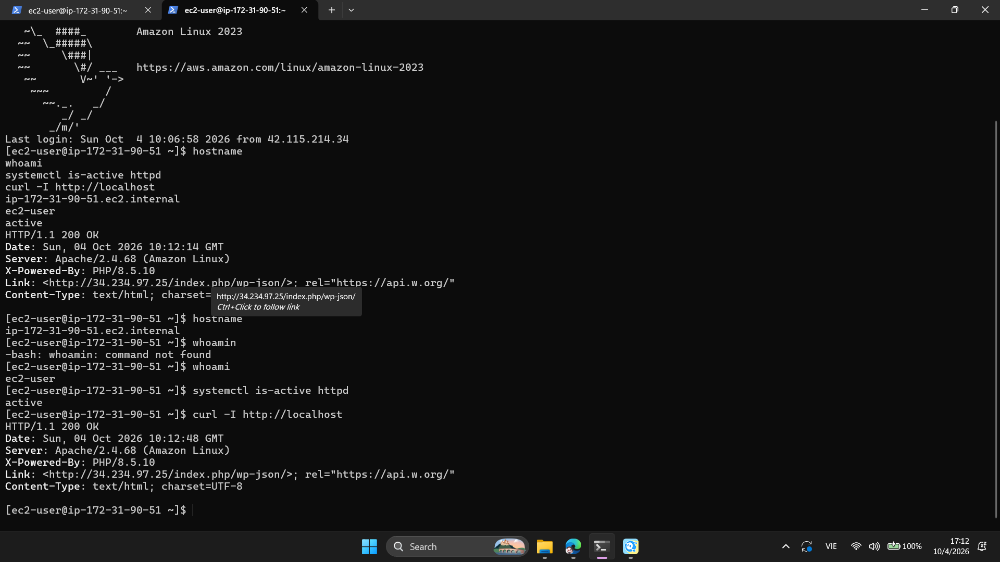 ec2-user@ip-172-31-90-51:~
ec2-user@ip-172-31-90-51:~
   ~\_  ####_        Amazon Linux 2023
  ~~  \_#####\
  ~~     \###|
  ~~       \#/ ___   https://aws.amazon.com/linux/amazon-linux-2023
   ~~       V~' '->
    ~~~         /
      ~~._.   _/
         _/ _/
       _/m/'
Last login: Sun Oct  4 10:06:58 2026 from 42.115.214.34
[ec2-user@ip-172-31-90-51 ~]$ hostname
whoami
systemctl is-active httpd
curl -I http://localhost
ip-172-31-90-51.ec2.internal
ec2-user
active
HTTP/1.1 200 OK
Date: Sun, 04 Oct 2026 10:12:14 GMT
Server: Apache/2.4.68 (Amazon Linux)
X-Powered-By: PHP/8.5.10
Link: <http://34.234.97.25/index.php/wp-json/>; rel="https://api.w.org/"
Content-Type: text/html; charset=
http://34.234.97.25/index.php/wp-json/
Ctrl+Click to follow link
[ec2-user@ip-172-31-90-51 ~]$ hostname
ip-172-31-90-51.ec2.internal
[ec2-user@ip-172-31-90-51 ~]$ whoamin
-bash: whoamin: command not found
[ec2-user@ip-172-31-90-51 ~]$ whoami
ec2-user
[ec2-user@ip-172-31-90-51 ~]$ systemctl is-active httpd
active
[ec2-user@ip-172-31-90-51 ~]$ curl -I http://localhost
HTTP/1.1 200 OK
Date: Sun, 04 Oct 2026 10:12:48 GMT
Server: Apache/2.4.68 (Amazon Linux)
X-Powered-By: PHP/8.5.10
Link: <http://34.234.97.25/index.php/wp-json/>; rel="https://api.w.org/"
Content-Type: text/html; charset=UTF-8
[ec2-user@ip-172-31-90-51 ~]$
Search
VIE
100%
17:12
10/4/2026